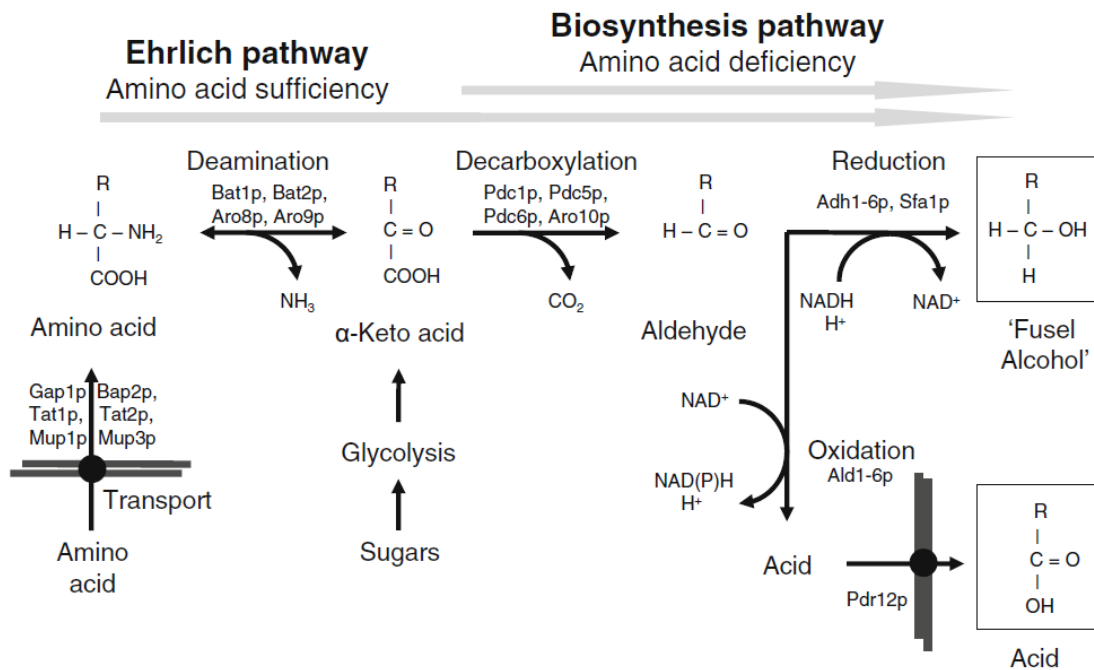 Ehrlich pathway
Amino acid sufficiency
Biosynthesis pathway
Amino acid deficiency
Deamination
Bat1p, Bat2p,
Aro8p, Aro9p
NH3
Decarboxylation
Pdc1p, Pdc5p,
Pdc6p, Aro10p
CO2
Reduction
Adh1-6p, Sfa1p
NADH
H+
NAD+
R
H – C – NH2
COOH
Amino acid
R
C = O
COOH
α-Keto acid
R
H – C = O
Aldehyde
R
H – C – OH
H
'Fusel
Alcohol'
Gap1p Bap2p,
Tat1p, Tat2p,
Mup1p Mup3p
Transport
Amino
acid
Glycolysis
Sugars
NAD+
NAD(P)H
H+
Oxidation
Ald1-6p
Acid
Pdr12p
R
C = O
OH
Acid